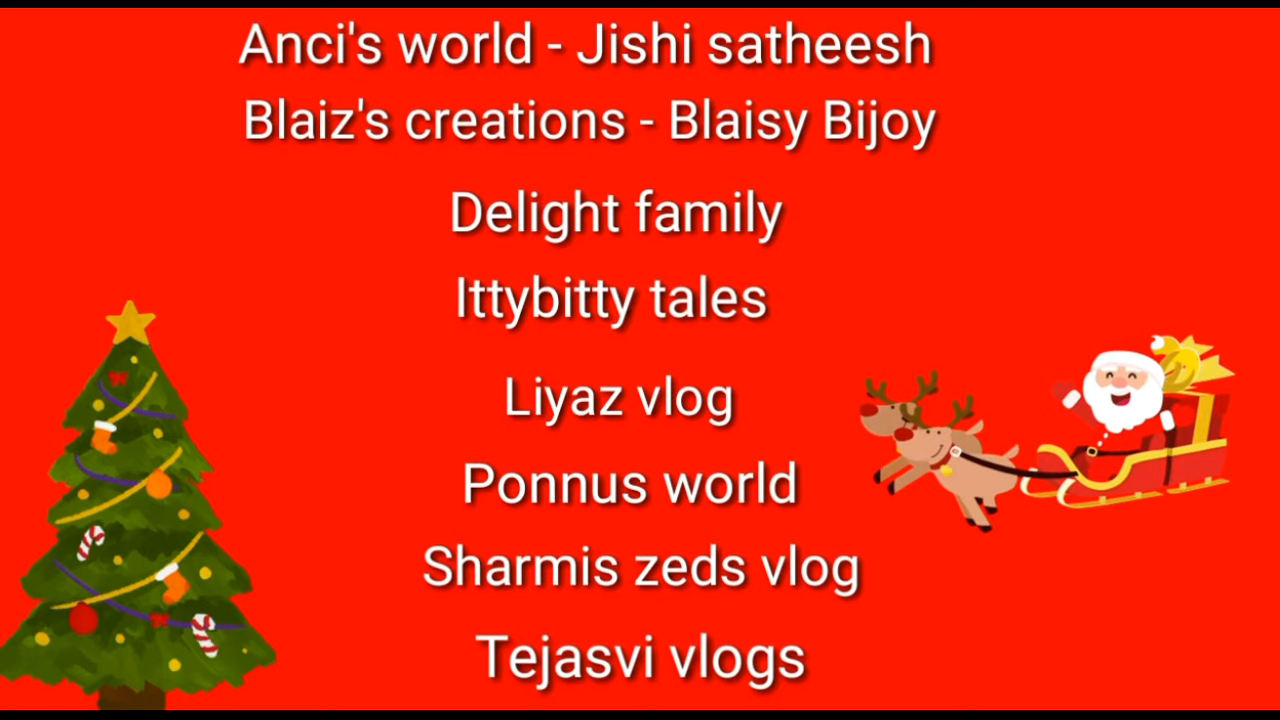 Anci's world - Jishi satheesh
Blaiz's creations - Blaisy Bijoy
Delight family
Ittybitty tales
Liyaz vlog
Ponnus world
Sharmis zeds vlog
Tejasvi vlogs